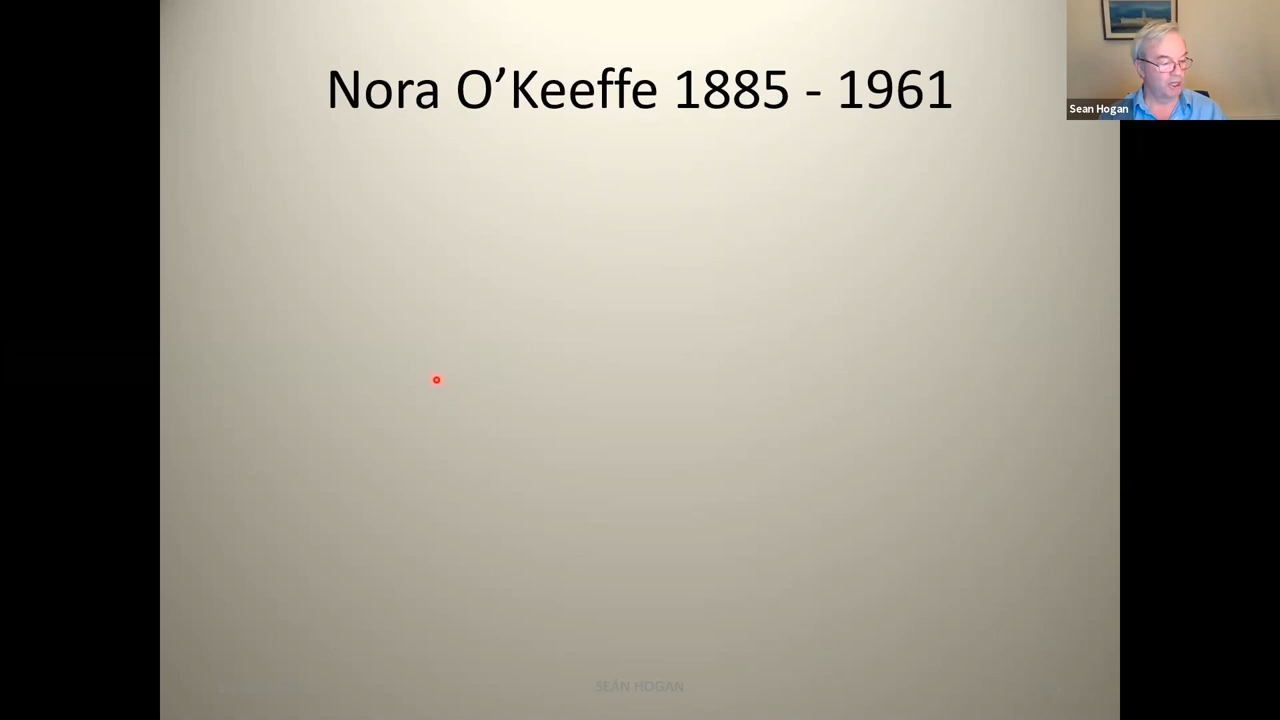 Nora O’Keeffe 1885 - 1961
Sean Hogan
SEÁN HOGAN